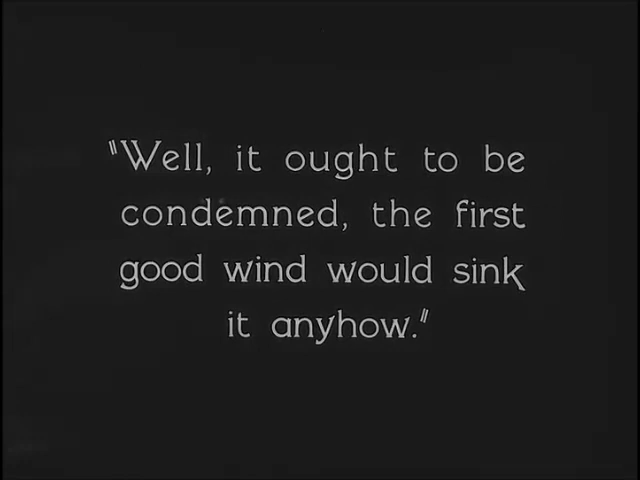 "Well, it ought to be
condemned, the first
good wind would sink
it anyhow."